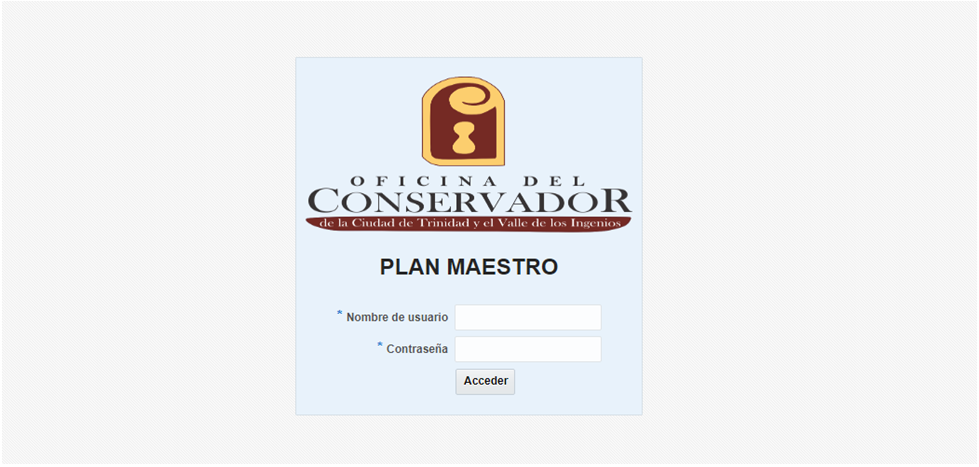 OFICINA DEL
CONSERVADOR
de la Ciudad de Trinidad y el Valle de los Ingenios
PLAN MAESTRO
* Nombre de usuario
* Contraseña
Acceder